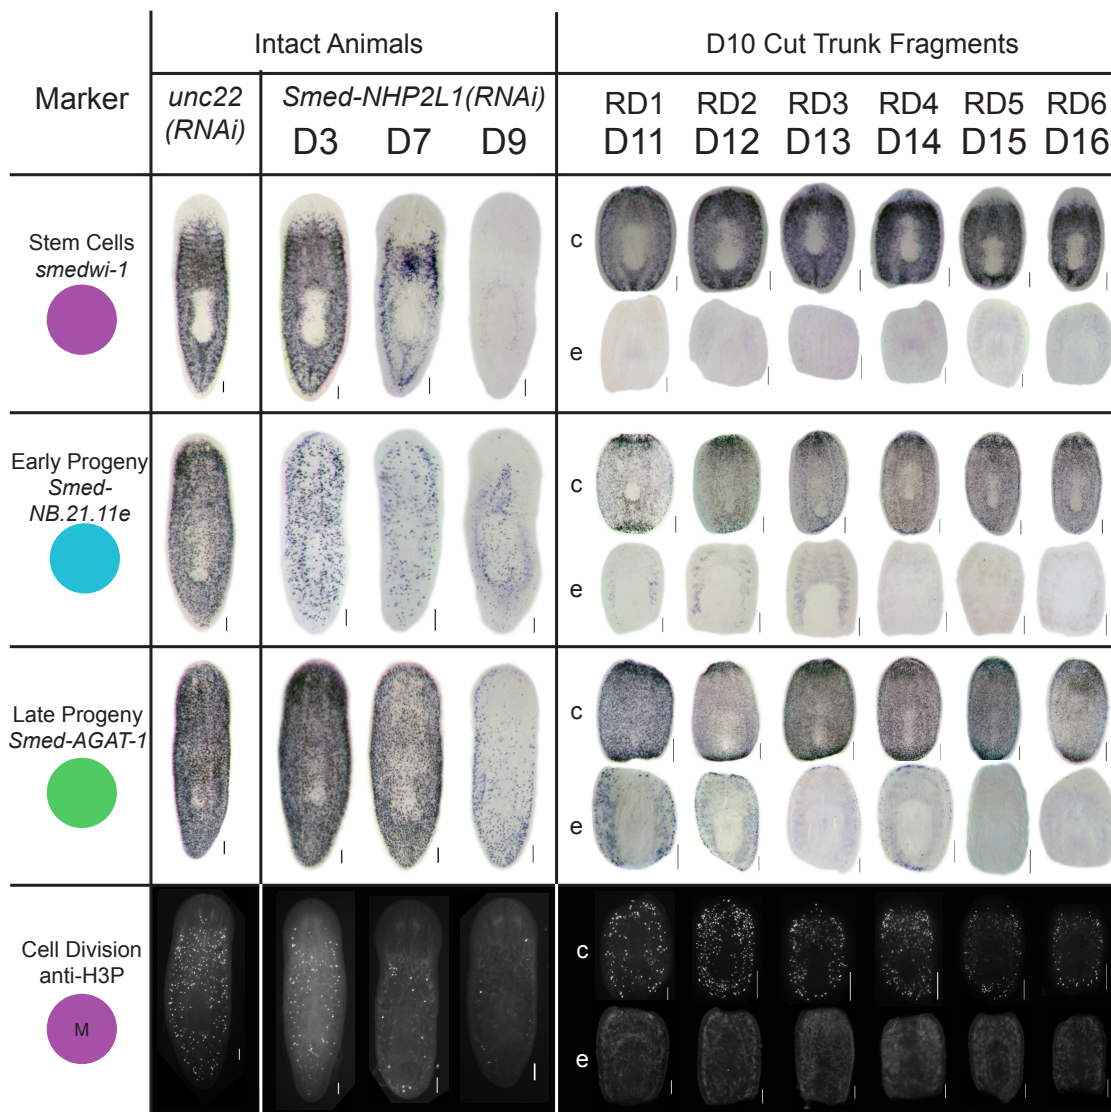 Intact Animals
D10 Cut Trunk Fragments
Marker
unc22
(RNAi)
Smed-NHP2L1(RNAi)
D3 D7 D9
RD1 RD2 RD3 RD4 RD5 RD6
D11 D12 D13 D14 D15 D16
Stem Cells
smedwi-1
c
e
Early Progeny
Smed-
NB.21.11e
c
e
Late Progeny
Smed-AGAT-1
c
e
Cell Division
anti-H3P
M
c
e